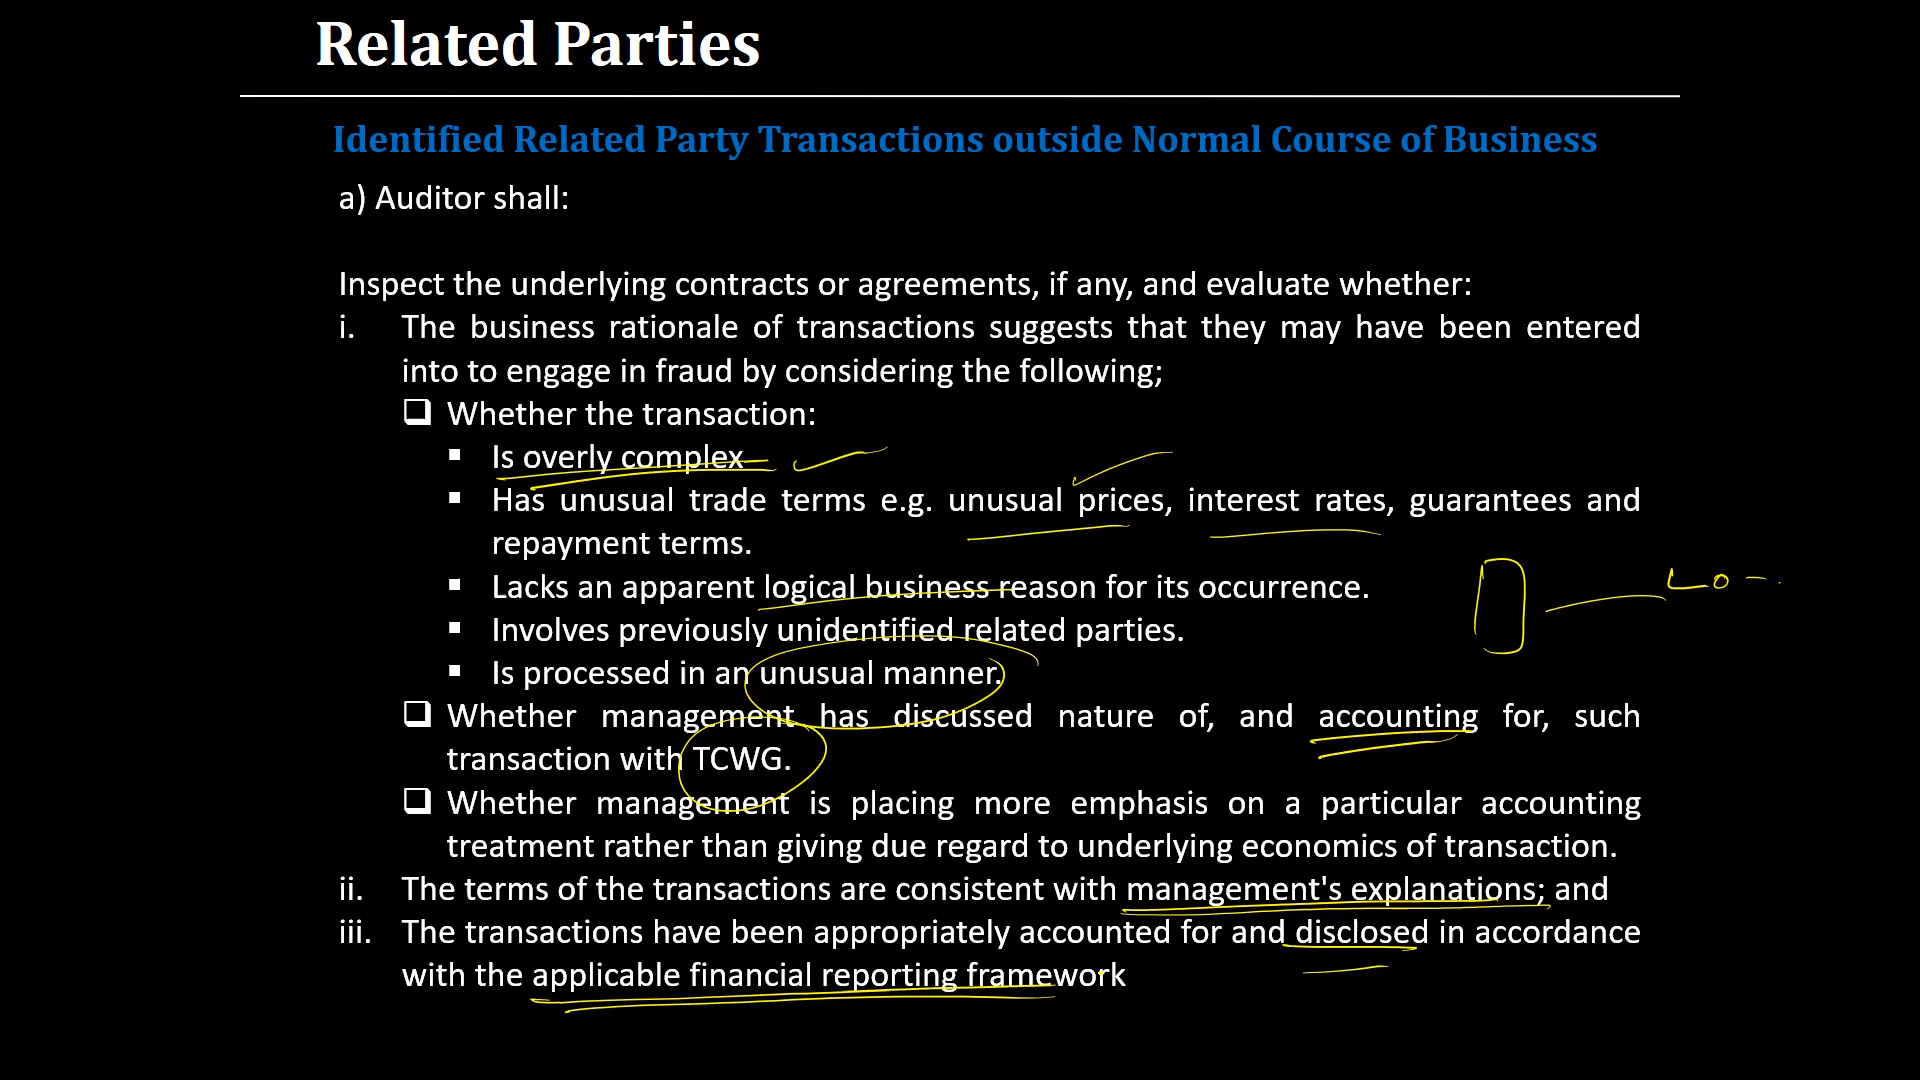 Related Parties
Identified Related Party Transactions outside Normal Course of Business
a) Auditor shall:
Inspect the underlying contracts or agreements, if any, and evaluate whether:
i. The business rationale of transactions suggests that they may have been entered
into to engage in fraud by considering the following;
❑ Whether the transaction:
▪ Is overly complex
▪ Has unusual trade terms e.g. unusual prices, interest rates, guarantees and
repayment terms.
▪ Lacks an apparent logical business reason for its occurrence.
▪ Involves previously unidentified related parties.
▪ Is processed in an unusual manner.
❑ Whether management has discussed nature of, and accounting for, such
transaction with TCWG.
❑ Whether management is placing more emphasis on a particular accounting
treatment rather than giving due regard to underlying economics of transaction.
ii. The terms of the transactions are consistent with management's explanations; and
iii. The transactions have been appropriately accounted for and disclosed in accordance
with the applicable financial reporting framework